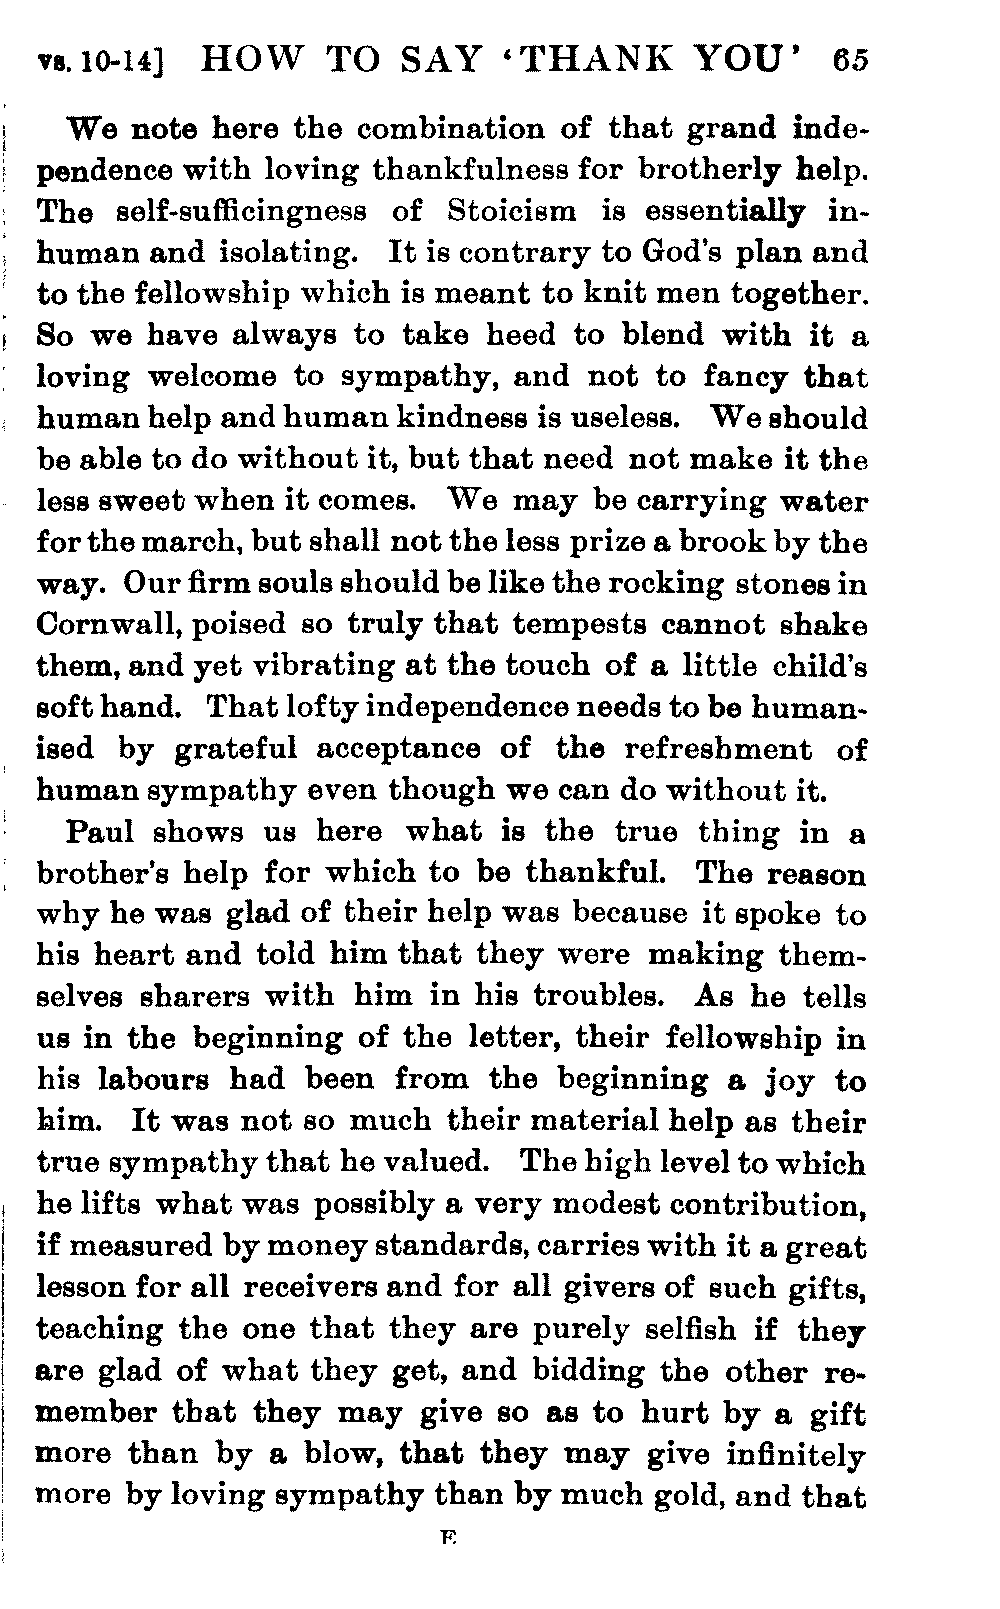 vs. 10-14] HOW TO SAY ‘THANK YOU’ 65
We note here the combination of that grand inde-
pendence with loving thankfulness for brotherly help.
The self-sufficingness of Stoicism is essentially in-
human and isolating. It is contrary to God's plan and
to the fellowship which is meant to knit men together.
So we have always to take heed to blend with it a
loving welcome to sympathy, and not to fancy that
human help and human kindness is useless. We should
be able to do without it, but that need not make it the
less sweet when it comes. We may be carrying water
for the march, but shall not the less prize a brook by the
way. Our firm souls should be like the rocking stones in
Cornwall, poised so truly that tempests cannot shake
them, and yet vibrating at the touch of a little child's
soft hand. That lofty independence needs to be human-
ised by grateful acceptance of the refreshment of
human sympathy even though we can do without it.
Paul shows us here what is the true thing in a
brother's help for which to be thankful. The reason
why he was glad of their help was because it spoke to
his heart and told him that they were making them-
selves sharers with him in his troubles. As he tells
us in the beginning of the letter, their fellowship in
his labours had been from the beginning a joy to
him. It was not so much their material help as their
true sympathy that he valued. The high level to which
he lifts what was possibly a very modest contribution,
if measured by money standards, carries with it a great
lesson for all receivers and for all givers of such gifts,
teaching the one that they are purely selfish if they
are glad of what they get, and bidding the other re-
member that they may give so as to hurt by a gift
more than by a blow, that they may give infinitely
more by loving sympathy than by much gold, and that
E